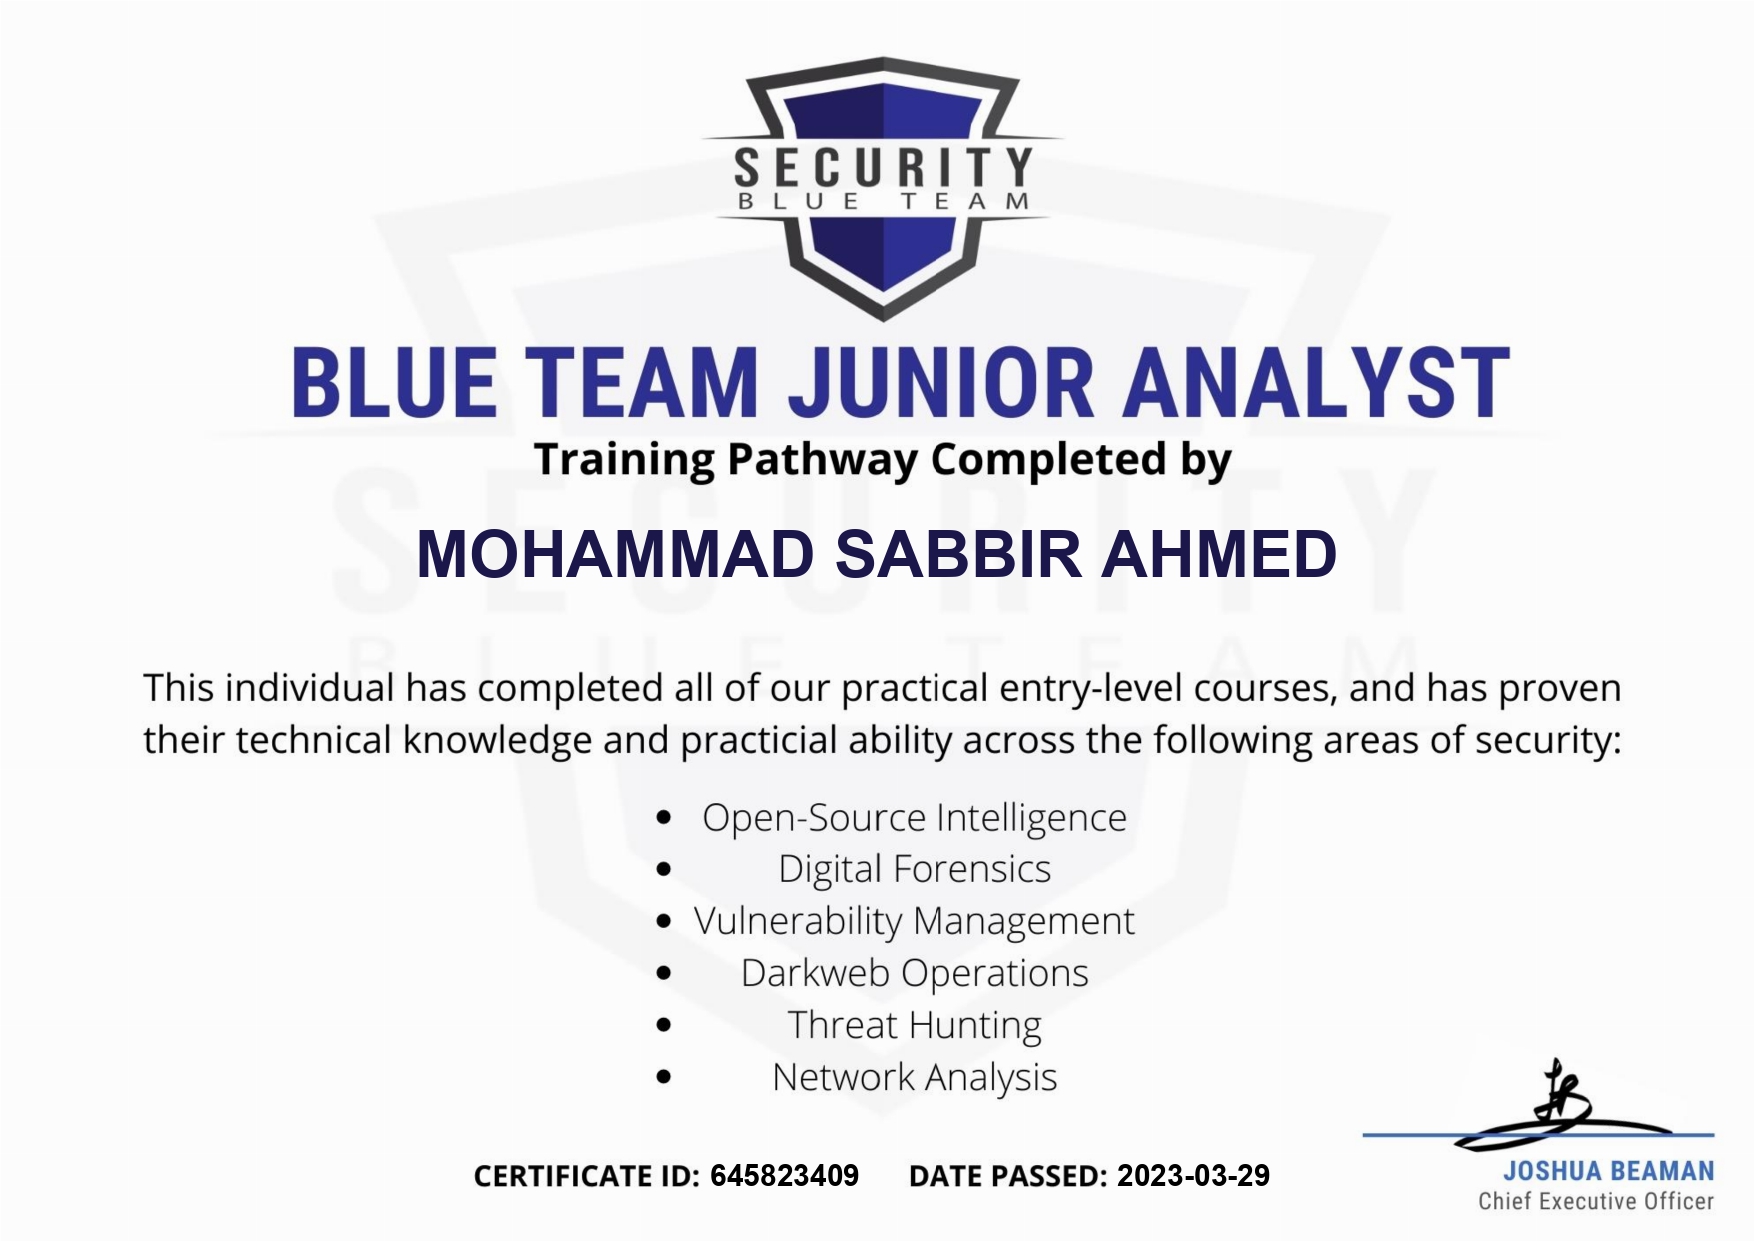 SECURITY
BLUE TEAM
BLUE TEAM JUNIOR ANALYST
Training Pathway Completed by
MOHAMMAD SABBIR AHMED
This individual has completed all of our practical entry-level courses, and has proven
their technical knowledge and practicial ability across the following areas of security:
• Open-Source Intelligence
• Digital Forensics
• Vulnerability Management
• Darkweb Operations
• Threat Hunting
• Network Analysis
CERTIFICATE ID: 645823409 DATE PASSED: 2023-03-29
JOSHUA BEAMAN
Chief Executive Officer
SECURITY
BLUE TEAM